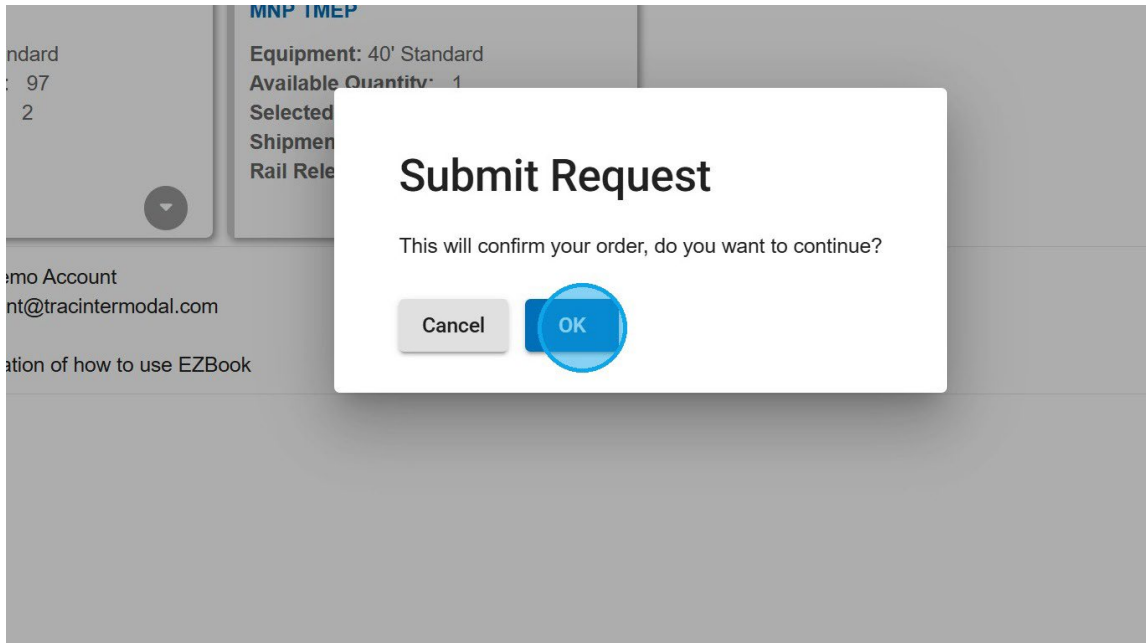 MNP TMEP
ndard
Equipment: 40' Standard
: 97
Available Quantity: 1
2
Selected
Shipmen
Rail Rele
Submit Request
This will confirm your order, do you want to continue?
Cancel
OK
emo Account
nt@tracintermodal.com
ation of how to use EZBook